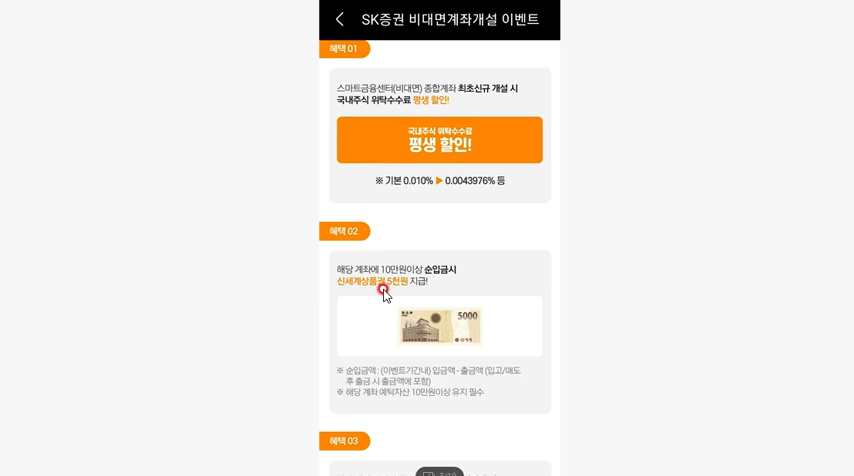 SK증권 비대면계좌개설 이벤트
혜택 01
스마트금융센터(비대면) 종합계좌 최초신규 개설 시
국내주식 위탁수수료 평생 할인!
국내주식 위탁수수료
평생 할인!
※ 기본 0.010% ▶ 0.0043976% 등
혜택 02
해당 계좌에 10만원이상 순입금시
신세계상품권 5천원 지급!
5000
※ 순입금액 : (이벤트기간내) 입금액 - 출금액 (입고/매도
후 출금 시 출금액에 포함)
※ 해당 계좌 예탁자산 10만원이상 유지 필수
혜택 03